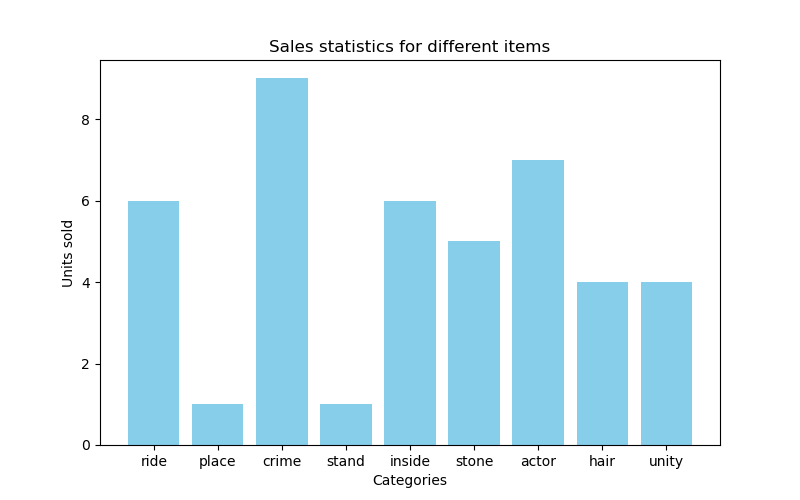 Sales statistics for different items
Units sold
8
6
4
2
0
ride place crime stand inside stone actor hair unity
Categories